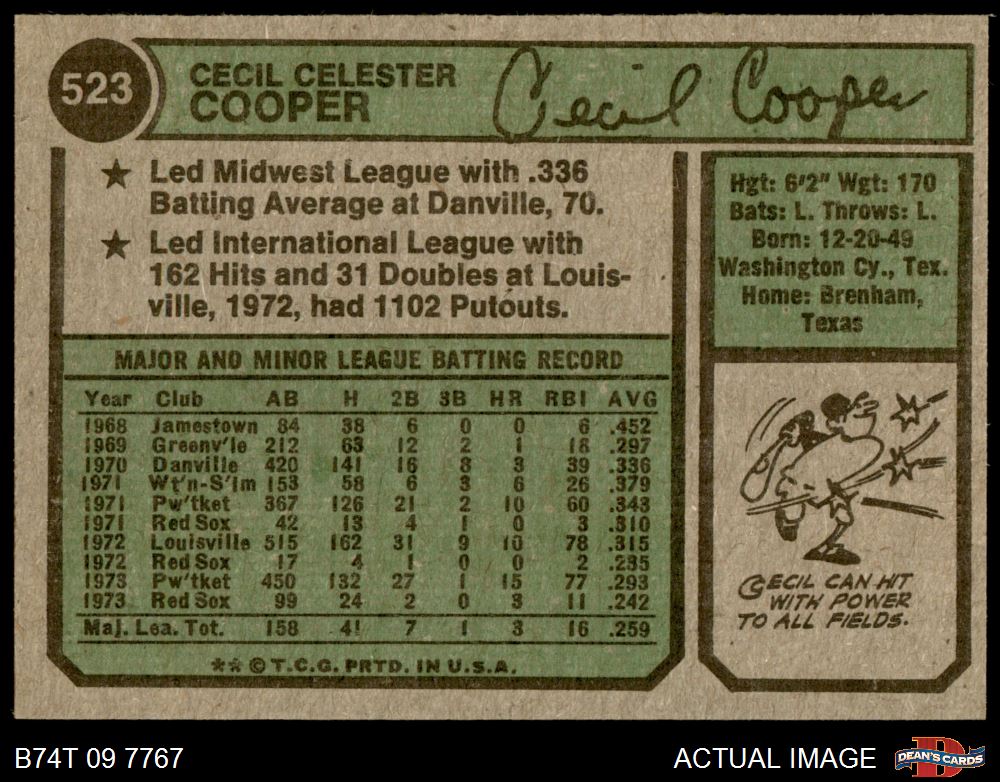 523
CECIL CELESTER
COOPER
Cecil Cooper
★ Led Midwest League with .336
Batting Average at Danville, 70.
★ Led International League with
162 Hits and 31 Doubles at Louis-
ville, 1972, had 1102 Putouts.
Hgt: 6'2" Wgt: 170
Bats: L. Throws: L.
Born: 12-20-49
Washington Cy., Tex.
Home: Brenham,
Texas
MAJOR AND MINOR LEAGUE BATTING RECORD
Year Club AB H 2B 3B HR RBI AVG
1968 Jamestown 84 38 6 0 0 6 .452
1969 Greenv'le 212 63 12 2 1 18 .297
1970 Danville 420 141 16 8 3 39 .336
1971 Wt'n-S'lm 153 58 6 3 6 26 .379
1971 Pw'tket 367 126 21 2 10 60 .343
1971 Red Sox 42 13 4 1 0 3 .310
1972 Louisville 515 162 31 9 10 78 .315
1972 Red Sox 17 4 1 0 0 2 .235
1973 Pw'tket 450 132 27 1 15 77 .293
1973 Red Sox 99 24 2 0 3 11 .242
Maj. Lea. Tot. 158 41 7 1 3 16 .259
★★ © T.C.G. PRTD. IN U.S.A.
CECIL CAN HIT
WITH POWER
TO ALL FIELDS.
B74T 09 7767
ACTUAL IMAGE
D
DEAN'S CARDS